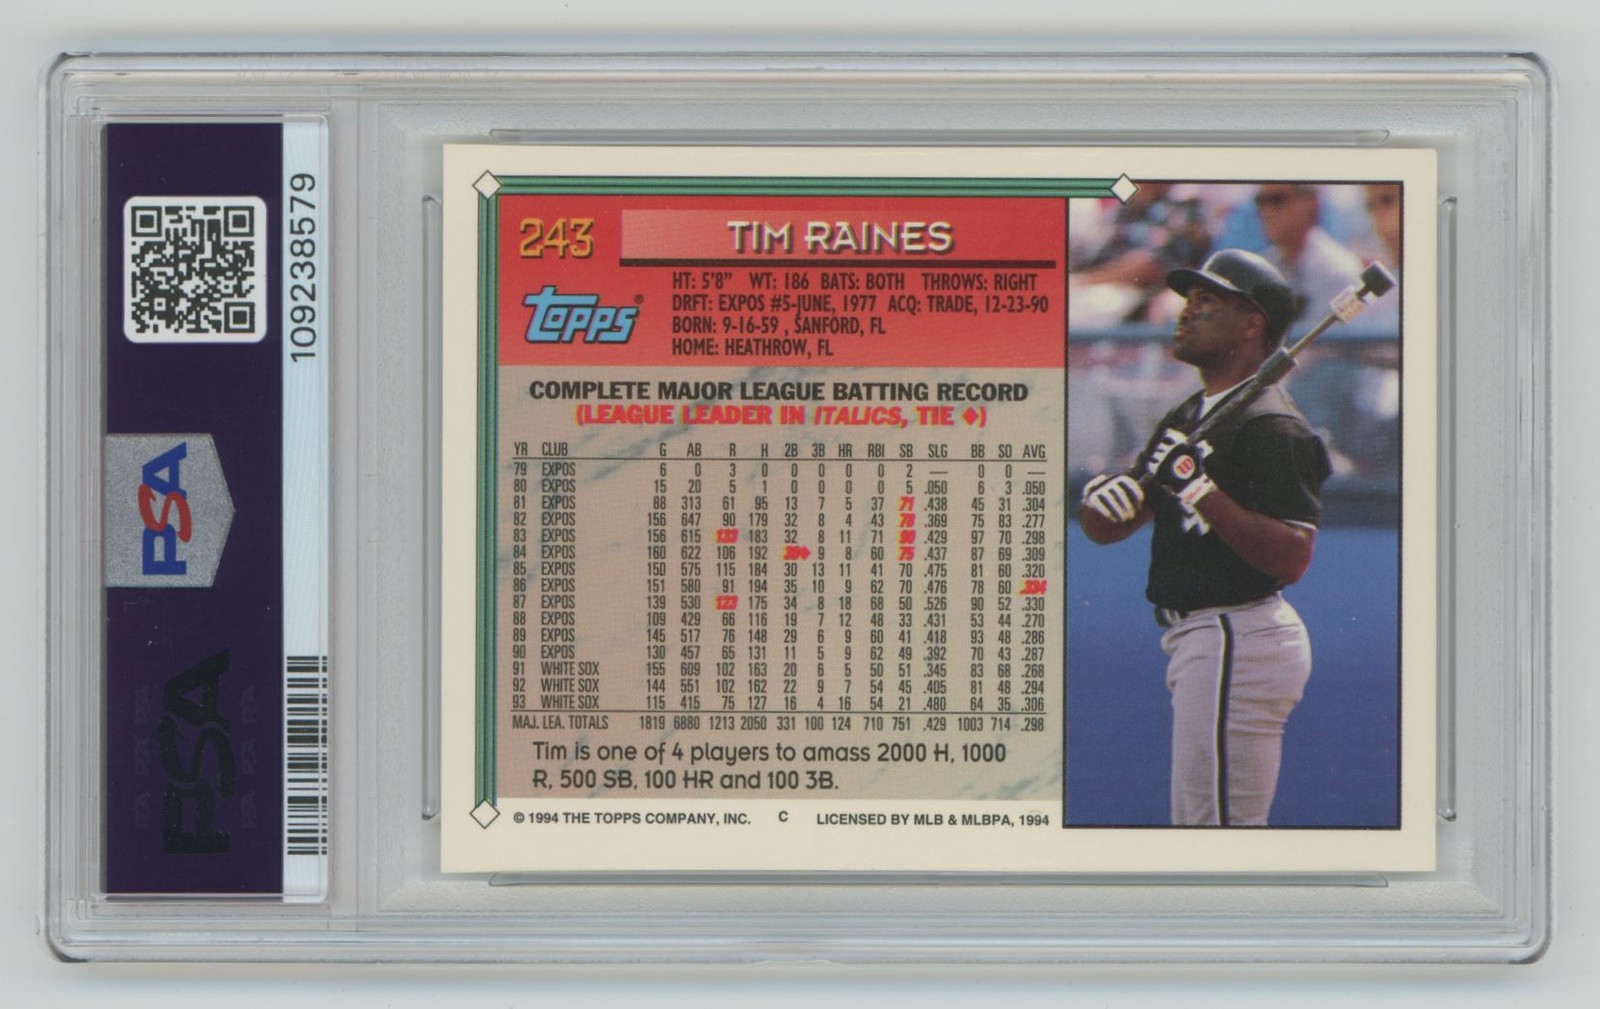 109238579
PSA
PSA
243
TIM RAINES
HT: 5'8" WT: 186 BATS: BOTH THROWS: RIGHT
DRFT: EXPOS #5-JUNE, 1977 ACQ: TRADE, 12-23-90
BORN: 9-16-59 , SANFORD, FL
HOME: HEATHROW, FL
Topps®
COMPLETE MAJOR LEAGUE BATTING RECORD
(LEAGUE LEADER IN ITALICS, TIE ♦)
YR CLUB G AB R H 2B 3B HR RBI SB SLG BB SO AVG
79 EXPOS 6 0 3 0 0 0 0 0 2 — 0 0 —
80 EXPOS 15 20 5 1 0 0 0 0 5 .050 6 3 .050
81 EXPOS 88 313 61 95 13 7 5 37 71 .438 45 31 .304
82 EXPOS 156 647 90 179 32 8 4 43 78 .369 75 83 .277
83 EXPOS 156 615 133 183 32 8 11 71 90 .429 97 70 .298
84 EXPOS 160 622 106 192 38♦ 9 8 60 75 .437 87 69 .309
85 EXPOS 150 575 115 184 30 13 11 41 70 .475 81 60 .320
86 EXPOS 151 580 91 194 35 10 9 62 70 .476 78 60 .334
87 EXPOS 139 530 123 175 34 8 18 68 50 .526 90 52 .330
88 EXPOS 109 429 66 116 19 7 12 48 33 .431 53 44 .270
89 EXPOS 145 517 76 148 29 6 9 60 41 .418 93 48 .286
90 EXPOS 130 457 65 131 11 5 9 62 49 .392 70 43 .287
91 WHITE SOX 155 609 102 163 20 6 5 50 51 .345 83 68 .268
92 WHITE SOX 144 551 102 162 22 9 7 54 45 .405 81 48 .294
93 WHITE SOX 115 415 75 127 16 4 16 54 21 .480 64 35 .306
MAJ. LEA. TOTALS 1819 6880 1213 2050 331 100 124 710 751 .429 1003 714 .298
Tim is one of 4 players to amass 2000 H, 1000
R, 500 SB, 100 HR and 100 3B.
© 1994 THE TOPPS COMPANY, INC. C LICENSED BY MLB & MLBPA, 1994